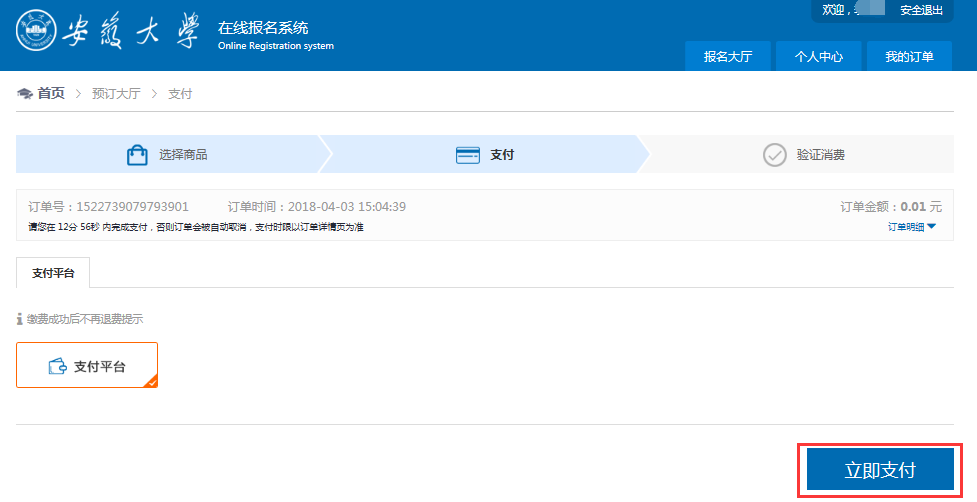 欢迎， 安全退出
安徽大学 在线报名系统
Online Registration system
报名大厅 个人中心 我的订单
首页 > 预订大厅 > 支付
选择商品 支付 验证消费
订单号：1522739079793901 订单时间：2018-04-03 15:04:39 订单金额：0.01 元
请您在 12分 56秒 内完成支付，否则订单会被自动取消，支付时限以订单详情页为准 订单明细
支付平台
缴费成功后不再退费提示
支付平台
立即支付